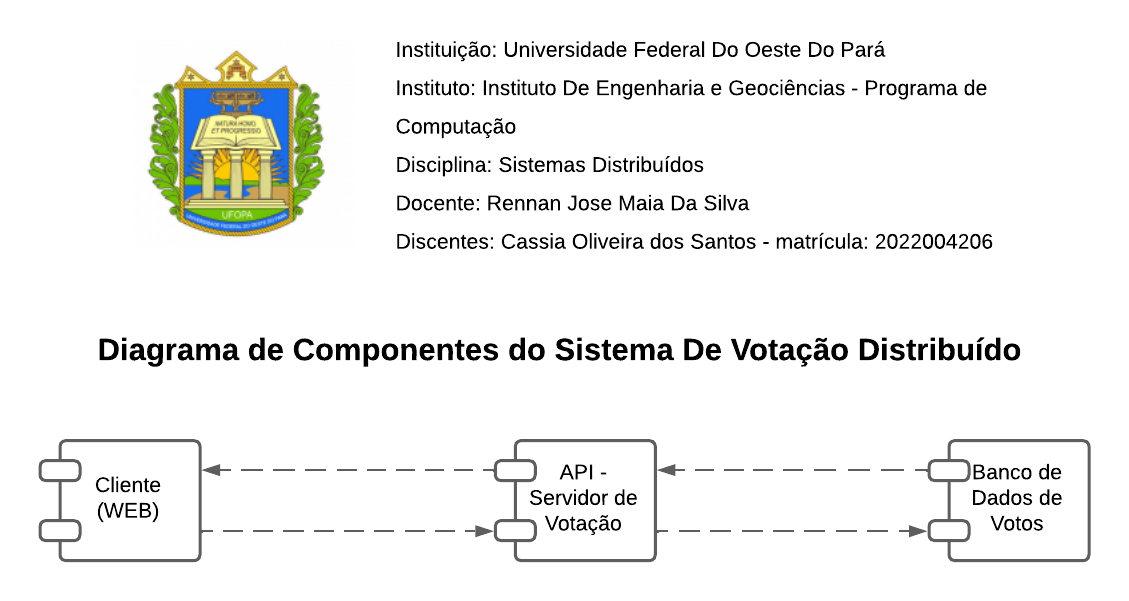 Instituição: Universidade Federal Do Oeste Do Pará
Instituto: Instituto De Engenharia e Geociências - Programa de
Computação
Disciplina: Sistemas Distribuídos
Docente: Rennan Jose Maia Da Silva
Discentes: Cassia Oliveira dos Santos - matrícula: 2022004206
NATURA HOMO
ET PROGRESSIO
UFOPA
UNIVERSIDADE FEDERAL DO OESTE DO PARÁ
Diagrama de Componentes do Sistema De Votação Distribuído
Cliente
(WEB)
API -
Servidor de
Votação
Banco de
Dados de
Votos